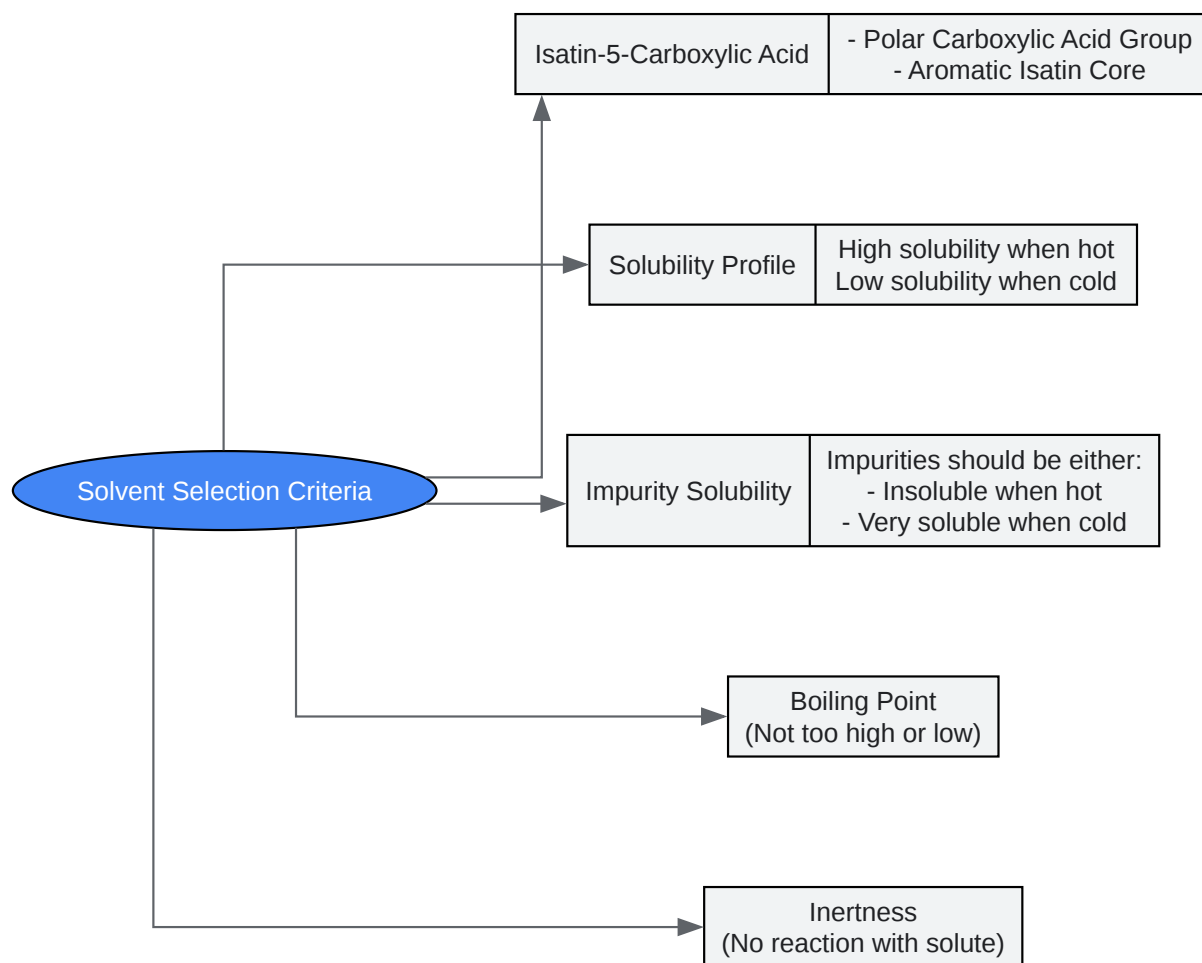 Isatin-5-Carboxylic Acid
- Polar Carboxylic Acid Group
- Aromatic Isatin Core
Solubility Profile
High solubility when hot
Low solubility when cold
Solvent Selection Criteria
Impurity Solubility
Impurities should be either:
- Insoluble when hot
- Very soluble when cold
Boiling Point
(Not too high or low)
Inertness
(No reaction with solute)